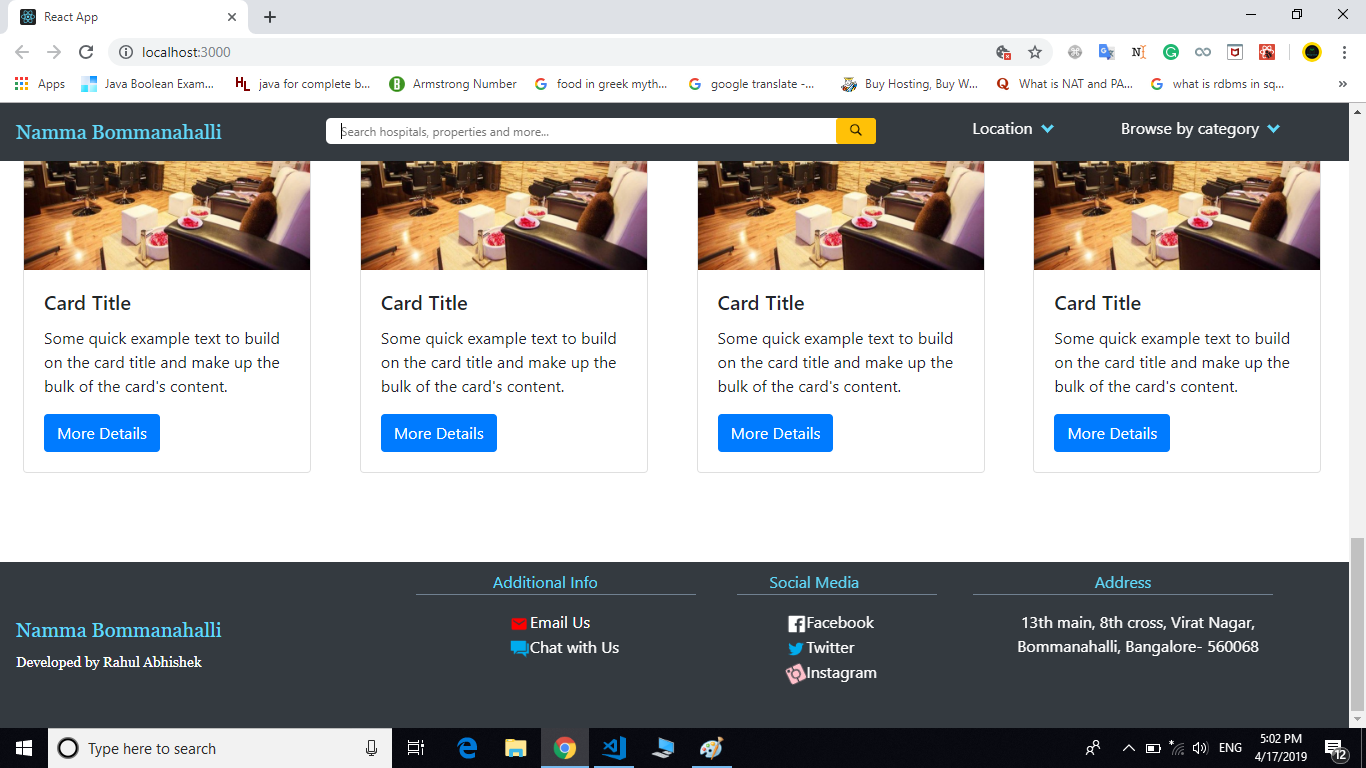 React App
localhost:3000
Apps
Java Boolean Exam...
HL
java for complete b...
B
Armstrong Number
food in greek myth...
google translate -...
Buy Hosting, Buy W...
What is NAT and PA...
what is rdbms in sq...
»
Namma Bommanahalli
Search hospitals, properties and more...
Location
Browse by category
Card Title
Some quick example text to build
on the card title and make up the
bulk of the card's content.
More Details
Card Title
Some quick example text to build
on the card title and make up the
bulk of the card's content.
More Details
Card Title
Some quick example text to build
on the card title and make up the
bulk of the card's content.
More Details
Card Title
Some quick example text to build
on the card title and make up the
bulk of the card's content.
More Details
Namma Bommanahalli
Developed by Rahul Abhishek
Additional Info
Email Us
Chat with Us
Social Media
Facebook
Twitter
Instagram
Address
13th main, 8th cross, Virat Nagar,
Bommanahalli, Bangalore- 560068
Type here to search
ENG
5:02 PM
4/17/2019
12